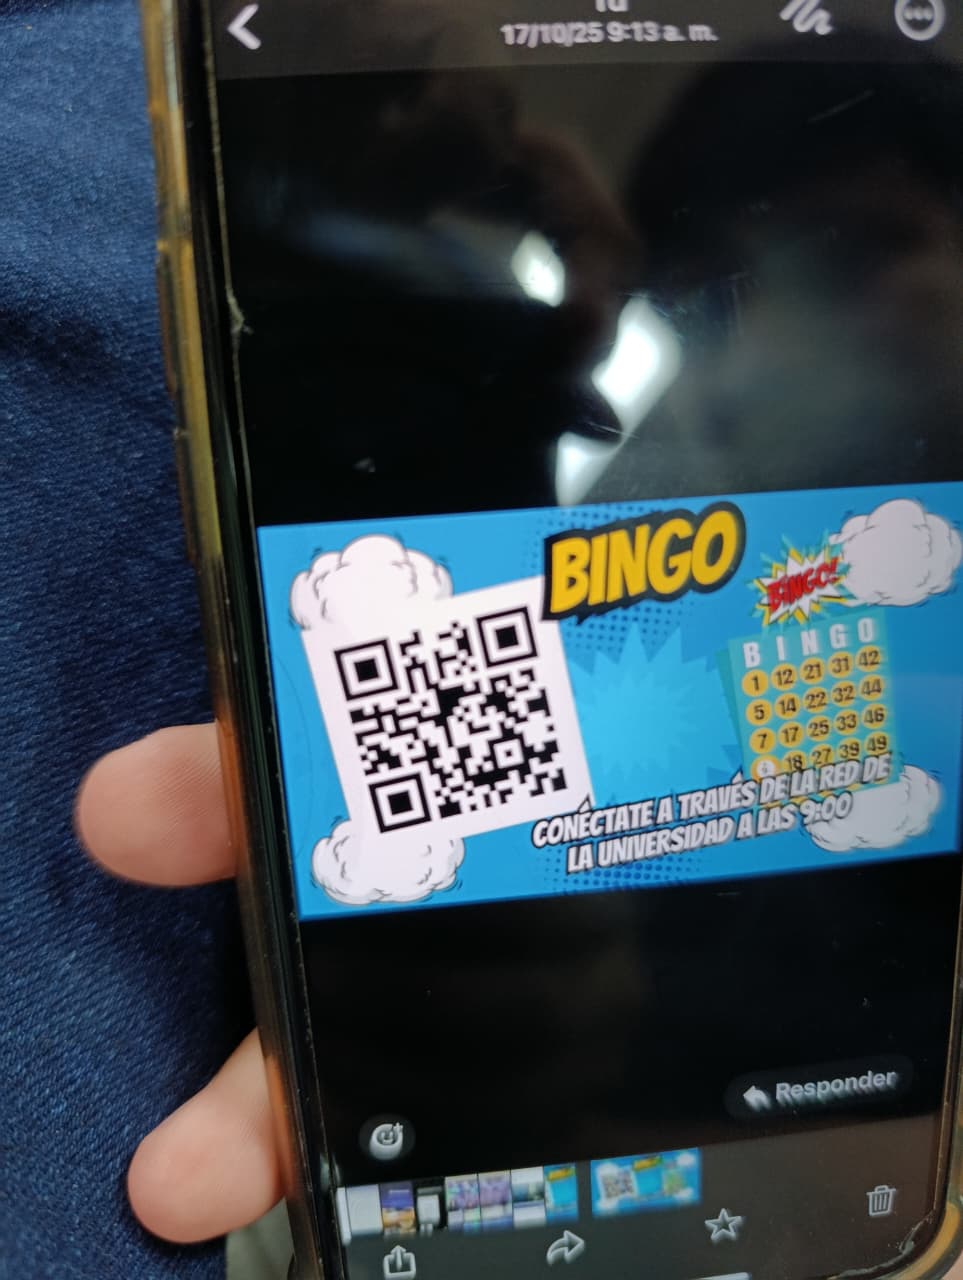 Tú
17/10/25 9:13 a. m.
BINGO
BINGO!
B I N G O
1 12 21 31 42
5 14 22 32 44
7 17 25 33 46
18 27 39 49
CONÉCTATE A TRAVÉS DE LA RED DE
LA UNIVERSIDAD A LAS 9:00
Responder